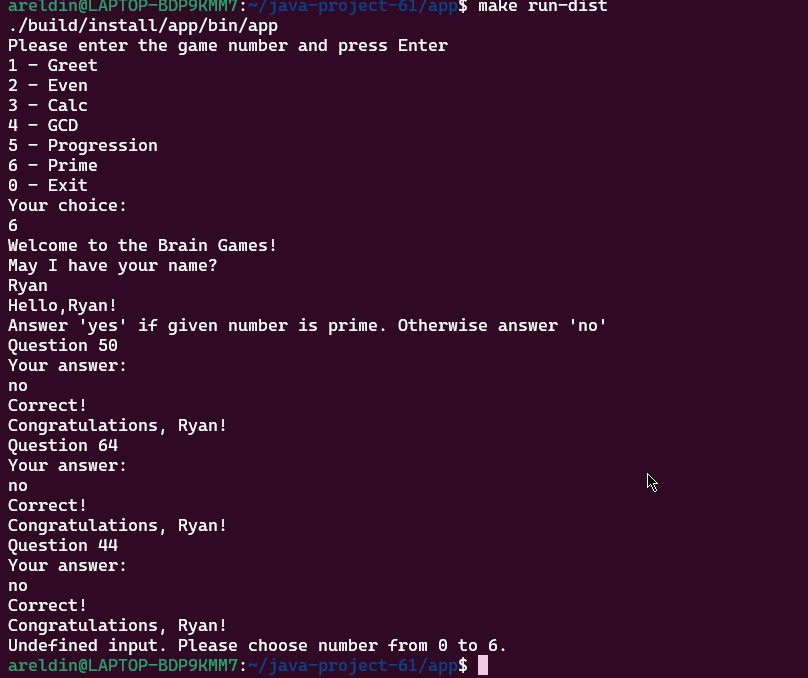 areldin@LAPTOP-BDP9KMM7:~/java-project-61/app$ make run-dist
./build/install/app/bin/app
Please enter the game number and press Enter
1 - Greet
2 - Even
3 - Calc
4 - GCD
5 - Progression
6 - Prime
0 - Exit
Your choice:
6
Welcome to the Brain Games!
May I have your name?
Ryan
Hello,Ryan!
Answer 'yes' if given number is prime. Otherwise answer 'no'
Question 50
Your answer:
no
Correct!
Congratulations, Ryan!
Question 64
Your answer:
no
Correct!
Congratulations, Ryan!
Question 44
Your answer:
no
Correct!
Congratulations, Ryan!
Undefined input. Please choose number from 0 to 6.
areldin@LAPTOP-BDP9KMM7:~/java-project-61/app$